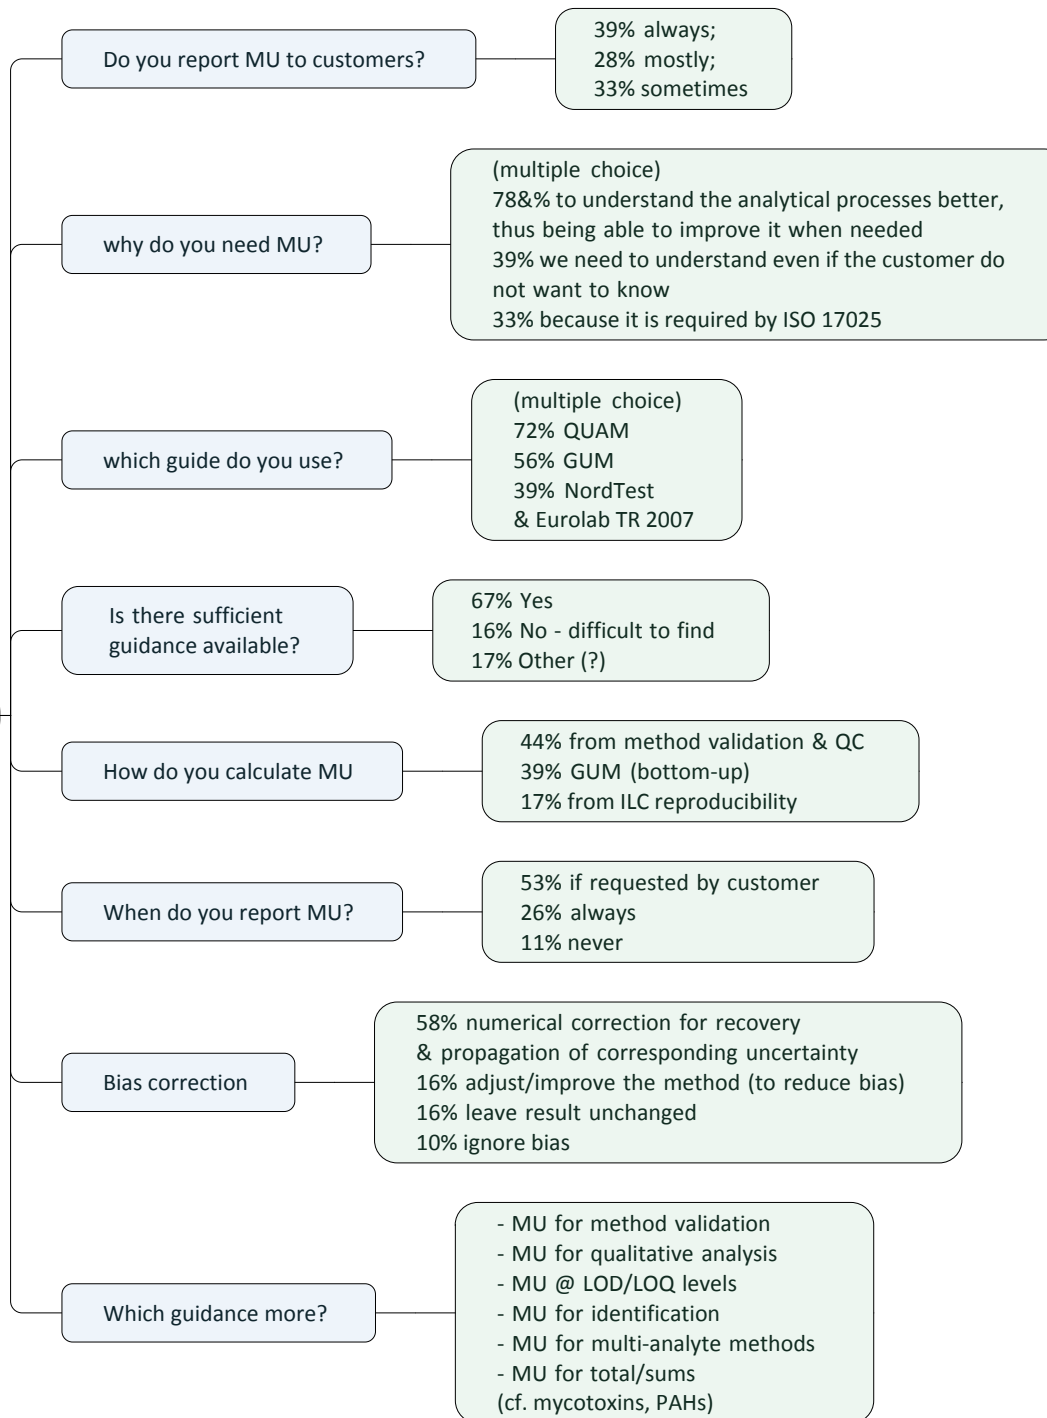 Do you report MU to customers?
39% always;
28% mostly;
33% sometimes
why do you need MU?
(multiple choice)
78&% to understand the analytical processes better,
thus being able to improve it when needed
39% we need to understand even if the customer do
not want to know
33% because it is required by ISO 17025
which guide do you use?
(multiple choice)
72% QUAM
56% GUM
39% NordTest
& Eurolab TR 2007
Is there sufficient
guidance available?
67% Yes
16% No - difficult to find
17% Other (?)
How do you calculate MU
44% from method validation & QC
39% GUM (bottom-up)
17% from ILC reproducibility
When do you report MU?
53% if requested by customer
26% always
11% never
Bias correction
58% numerical correction for recovery
& propagation of corresponding uncertainty
16% adjust/improve the method (to reduce bias)
16% leave result unchanged
10% ignore bias
Which guidance more?
- MU for method validation
- MU for qualitative analysis
- MU @ LOD/LOQ levels
- MU for identification
- MU for multi-analyte methods
- MU for total/sums
(cf. mycotoxins, PAHs)